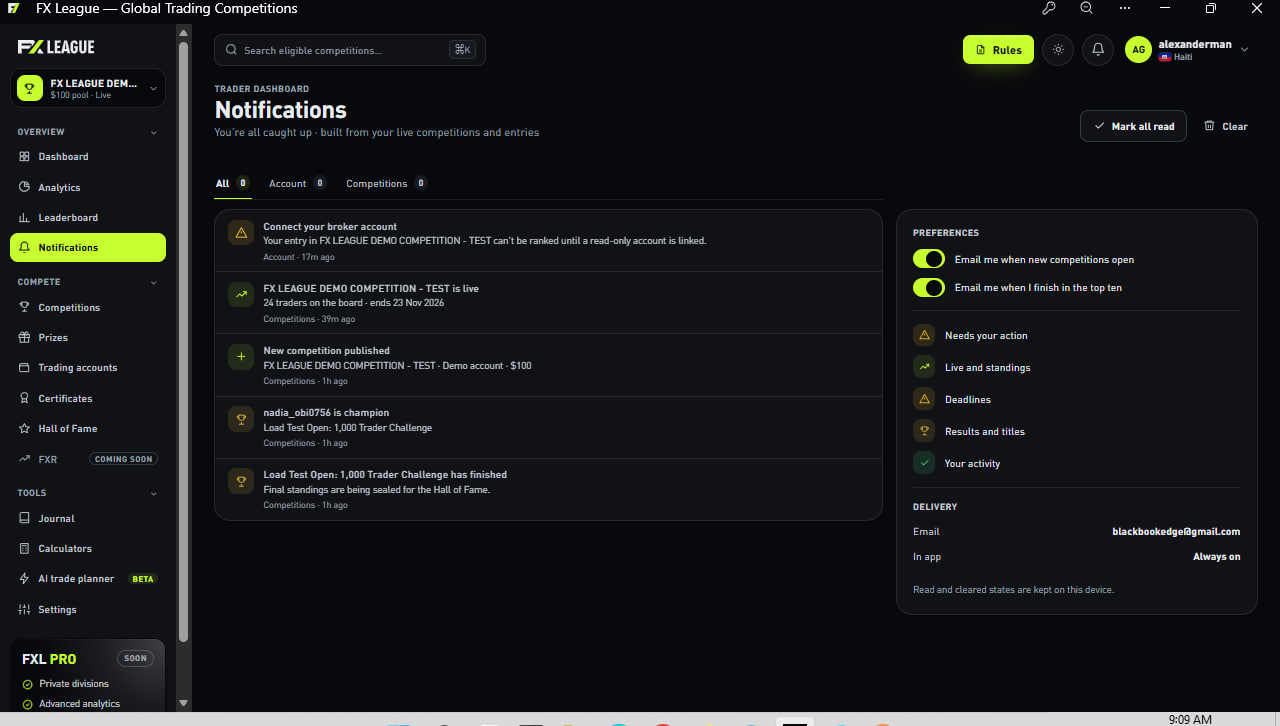 FX League — Global Trading Competitions
FX LEAGUE
FX LEAGUE DEM...
$100 pool · Live
OVERVIEW
Dashboard
Analytics
Leaderboard
Notifications
COMPETE
Competitions
Prizes
Trading accounts
Certificates
Hall of Fame
FXR COMING SOON
TOOLS
Journal
Calculators
AI trade planner BETA
Settings
FXL PRO SOON
Private divisions
Advanced analytics
Search eligible competitions... ⌘K
Rules
AG
alexanderman
Haiti
TRADER DASHBOARD
Notifications
You're all caught up · built from your live competitions and entries
Mark all read
Clear
All 0 Account 0 Competitions 0
Connect your broker account
Your entry in FX LEAGUE DEMO COMPETITION - TEST can't be ranked until a read-only account is linked.
Account · 17m ago
FX LEAGUE DEMO COMPETITION - TEST is live
24 traders on the board · ends 23 Nov 2026
Competitions · 39m ago
New competition published
FX LEAGUE DEMO COMPETITION - TEST · Demo account · $100
Competitions · 1h ago
nadia_obi0756 is champion
Load Test Open: 1,000 Trader Challenge
Competitions · 1h ago
Load Test Open: 1,000 Trader Challenge has finished
Final standings are being sealed for the Hall of Fame.
Competitions · 1h ago
PREFERENCES
Email me when new competitions open
Email me when I finish in the top ten
Needs your action
Live and standings
Deadlines
Results and titles
Your activity
DELIVERY
Email blackbookedge@gmail.com
In app Always on
Read and cleared states are kept on this device.
9:09 AM